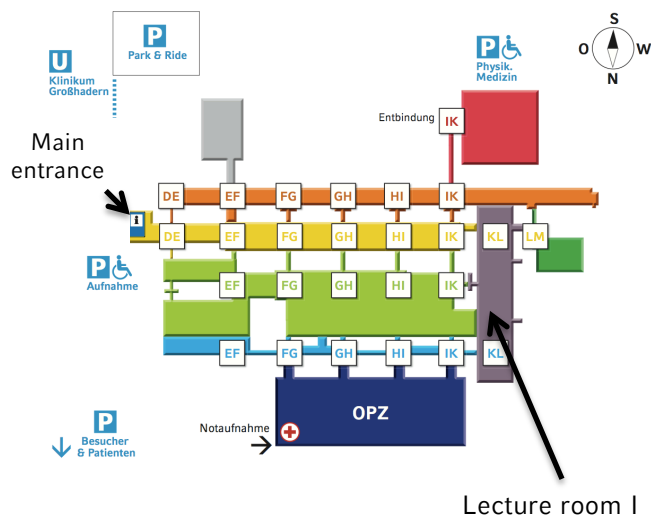 S
O W
N
P
Park & Ride
U
Klinikum
Großhadern
P
Physik.
Medizin
Entbindung
IK
Main
entrance
DE EF FG GH HI IK
i
DE EF FG GH HI IK KL LM
P
Aufnahme
EF FG GH HI IK
EF FG GH HI IK KL
OPZ
P
Besucher
& Patienten
Notaufnahme
Lecture room I